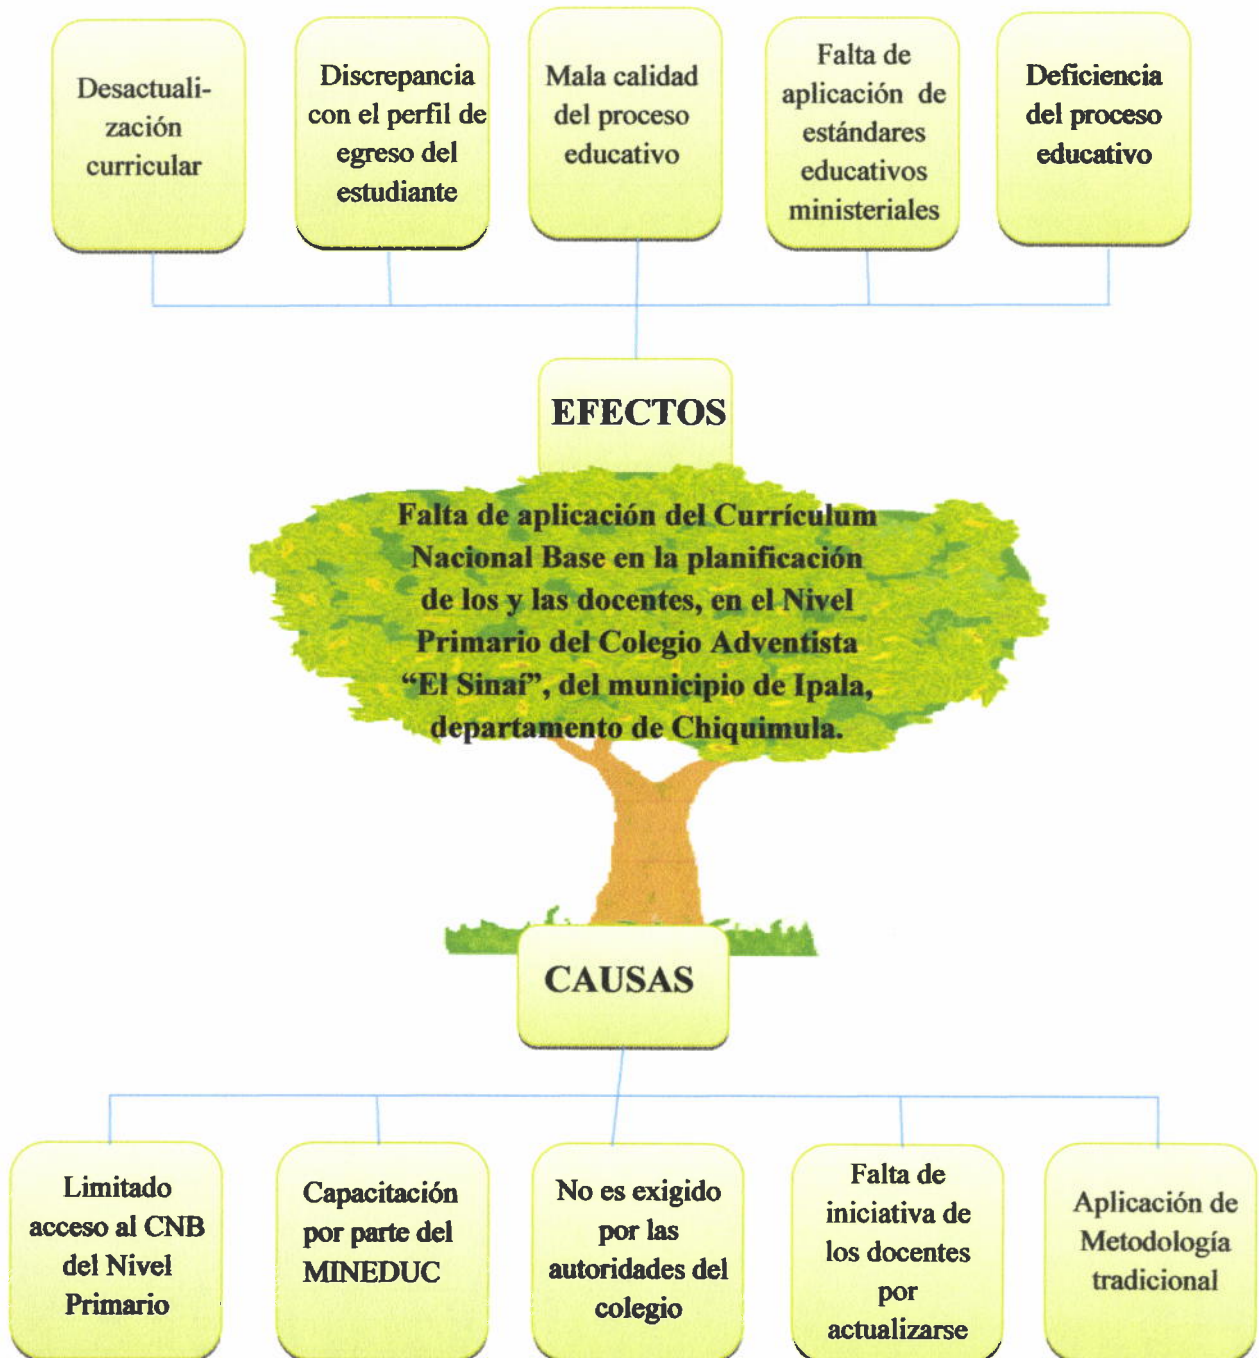 Desactuali-
zación
curricular
Discrepancia
con el perfil de
egreso del
estudiante
Mala calidad
del proceso
educativo
Falta de
aplicación de
estándares
educativos
ministeriales
Deficiencia
del proceso
educativo
EFECTOS
Falta de aplicación del Currículum
Nacional Base en la planificación
de los y las docentes, en el Nivel
Primario del Colegio Adventista
“El Sinaí”, del municipio de Ipala,
departamento de Chiquimula.
CAUSAS
Limitado
acceso al CNB
del Nivel
Primario
Capacitación
por parte del
MINEDUC
No es exigido
por las
autoridades del
colegio
Falta de
iniciativa de
los docentes
por
actualizarse
Aplicación de
Metodología
tradicional